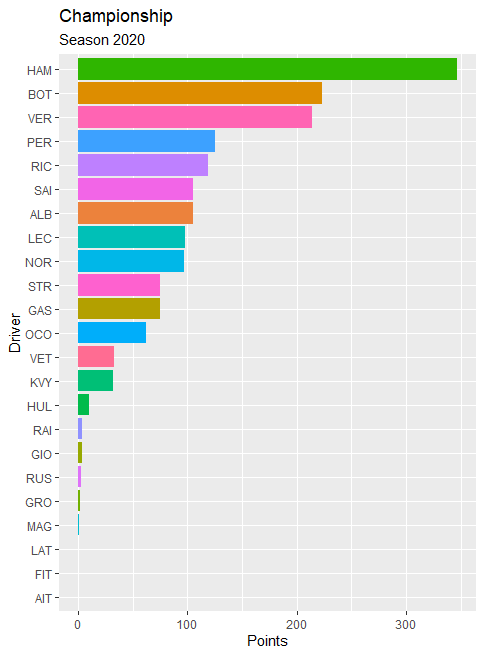 Championship
Season 2020
HAM
BOT
VER
PER
RIC
SAI
ALB
LEC
NOR
STR
GAS
OCO
VET
KVY
HUL
RAI
GIO
RUS
GRO
MAG
LAT
FIT
AIT
Driver
0 100 200 300
Points